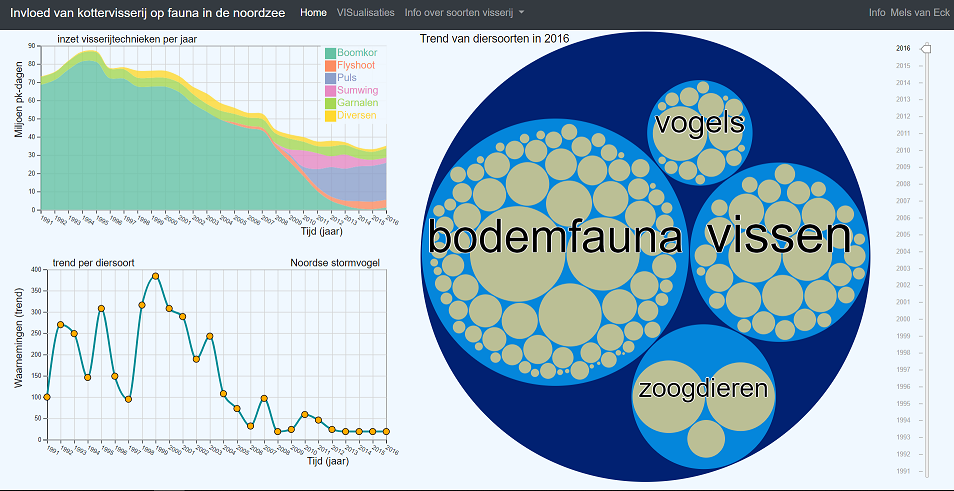 Invloed van kottervisserij op fauna in de noordzee Home VISualisaties Info over soorten visserij Info Mels van Eck
inzet visserijtechnieken per jaar
Miljoen pk-dagen
90
80
70
60
50
40
30
20
10
0
Boomkor
Flyshoot
Puls
Sumwing
Garnalen
Diversen
1991 1992 1993 1994 1995 1996 1997 1998 1999 2000 2001 2002 2003 2004 2005 2006 2007 2008 2009 2010 2011 2012 2013 2014 2015 2016
Tijd (jaar)
trend per diersoort Noordse stormvogel
Waarnemingen (trend)
400
350
300
250
200
150
100
50
0
1991 1992 1993 1994 1995 1996 1997 1998 1999 2000 2001 2002 2003 2004 2005 2006 2007 2008 2009 2010 2011 2012 2013 2014 2015 2016
Tijd (jaar)
Trend van diersoorten in 2016
vogels
bodemfauna
vissen
zoogdieren
2016
2015
2014
2013
2012
2011
2010
2009
2008
2007
2006
2005
2004
2003
2002
2001
2000
1999
1998
1997
1996
1995
1994
1993
1992
1991